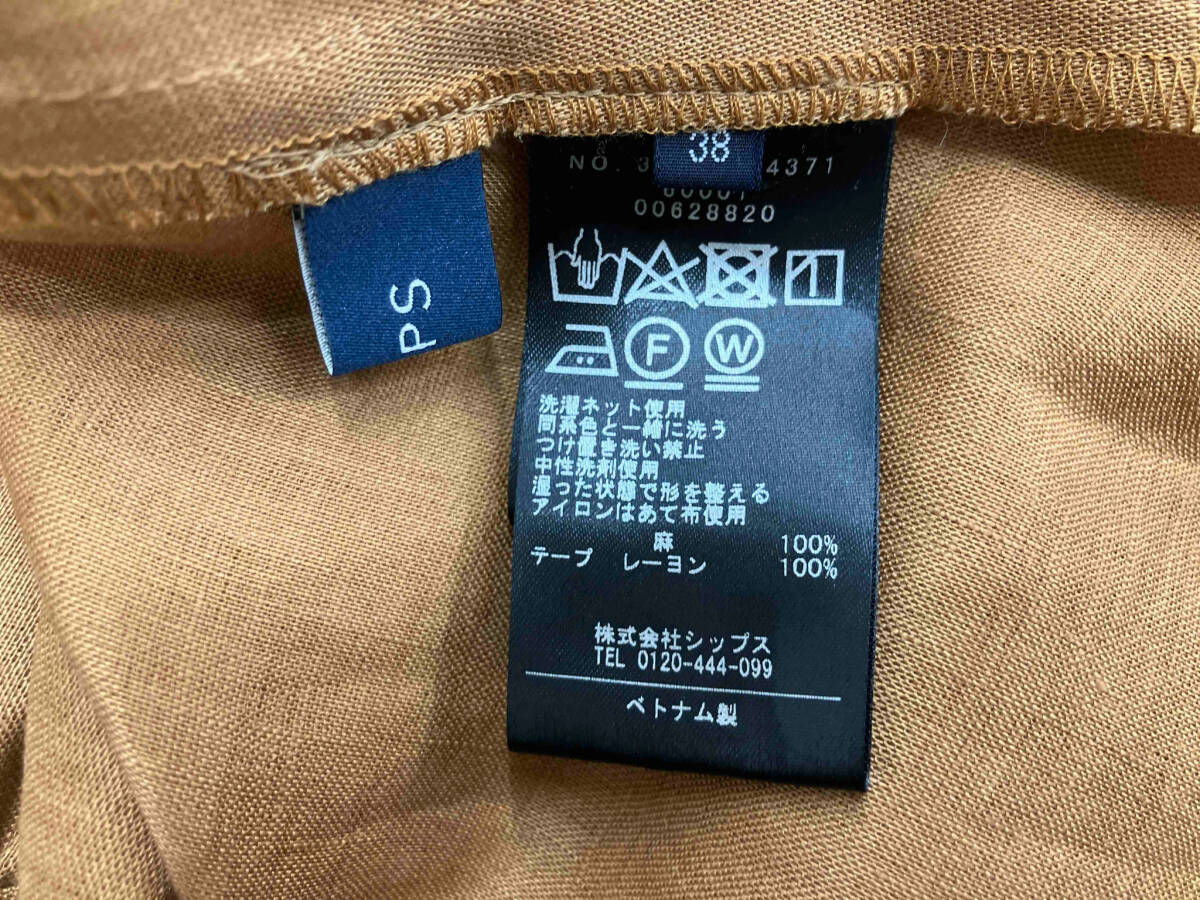 PS
38
NO. 3 4371
60001
00628820
F W
洗濯ネット使用
同系色と一緒に洗う
つけ置き洗い禁止
中性洗剤使用
湿った状態で形を整える
アイロンはあて布使用
麻 100%
テープ レーヨン 100%
株式会社シップス
TEL 0120-444-099
ベトナム製